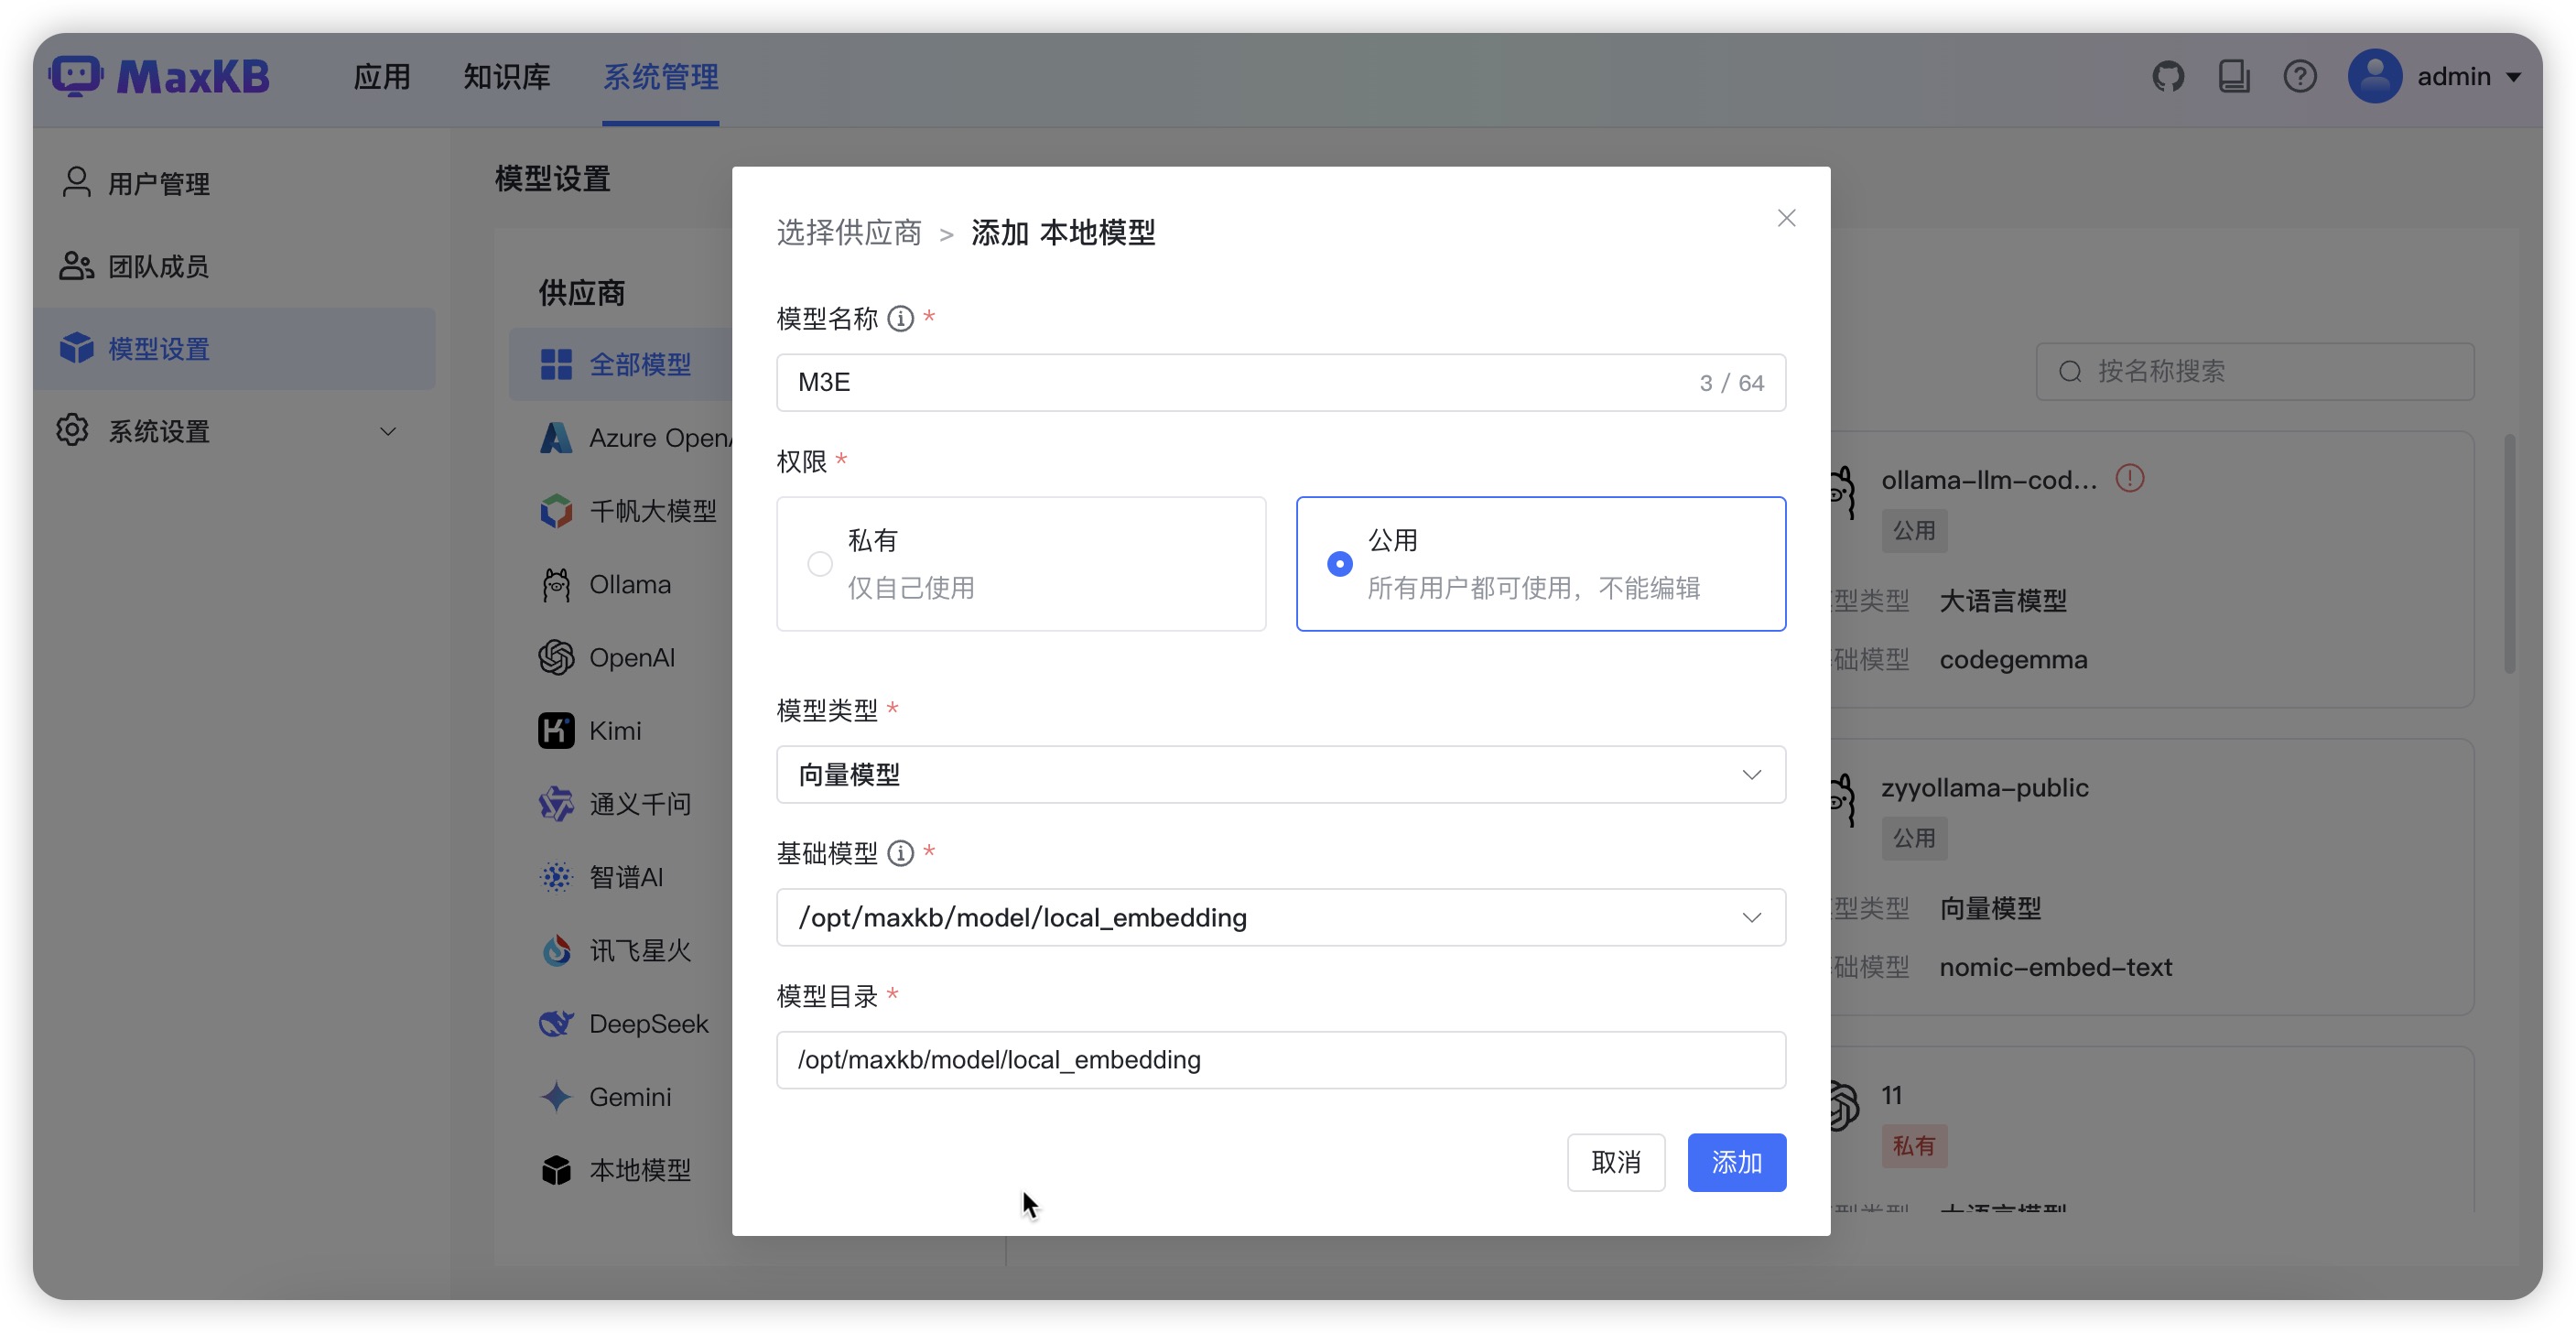 MaxKB
应用
知识库
系统管理
admin
用户管理
团队成员
模型设置
系统设置
模型设置
供应商
全部模型
Azure Open
千帆大模型
Ollama
OpenAI
Kimi
通义千问
智谱AI
讯飞星火
DeepSeek
Gemini
本地模型
选择供应商 > 添加 本地模型
模型名称 *
M3E 3 / 64
权限 *
私有
仅自己使用
公用
所有用户都可使用，不能编辑
模型类型 *
向量模型
基础模型 *
/opt/maxkb/model/local_embedding
模型目录 *
/opt/maxkb/model/local_embedding
取消
添加
按名称搜索
ollama-llm-cod...
公用
型类型 大语言模型
础模型 codegemma
zyyollama-public
公用
型类型 向量模型
础模型 nomic-embed-text
11
私有
型类型 大语言模型